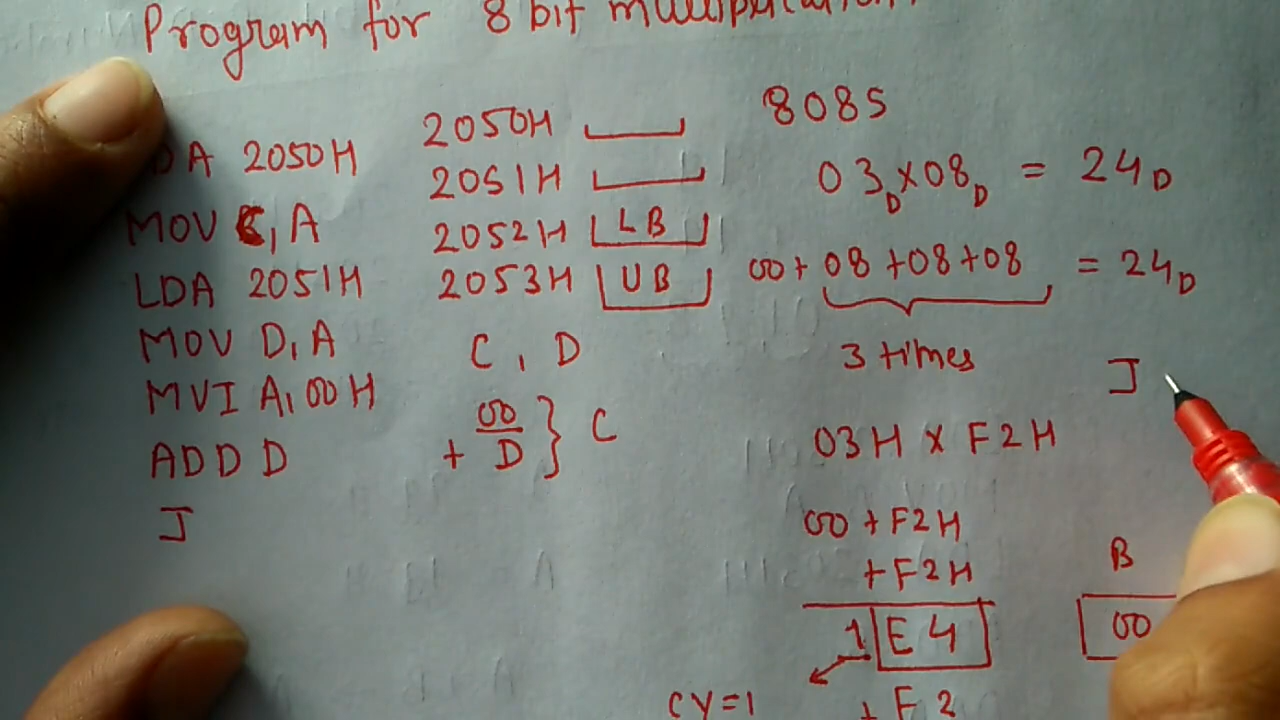 Program for 8 bit multiplication
8085
2050H
DA 2050H
2051H
03D x 08D = 24D
MOV C, A
2052H LB
LDA 2051H
2053H UB
00 + 08 + 08 + 08 = 24D
MOV D, A
C, D
3 times
J
MVI A, 00H
00
+ D } C
03H x F2H
ADD D
J
00 + F2H
+ F2H
B
1 E4
00
CY=1
+ F2